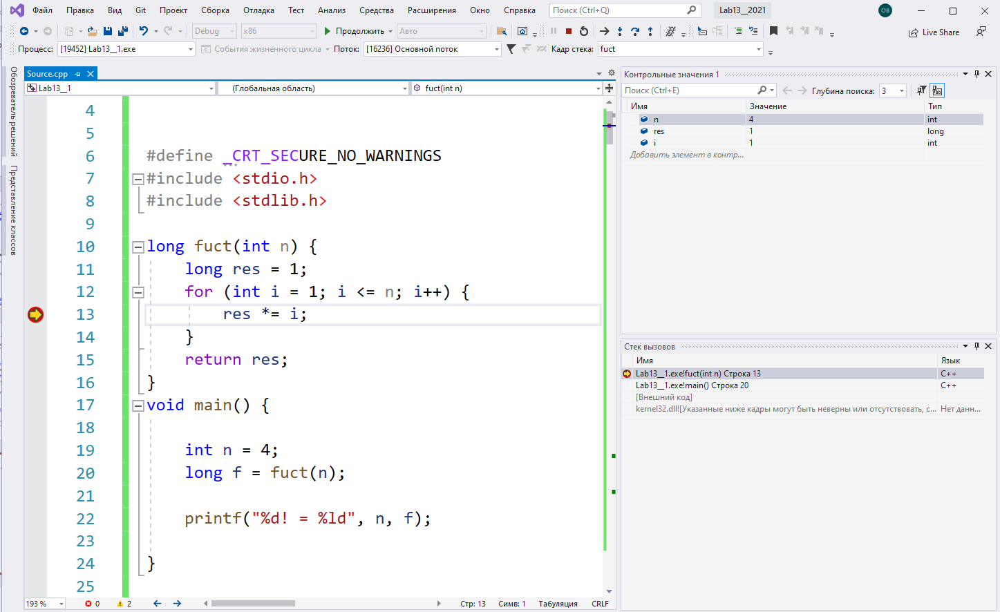 Файл Правка Вид Git Проект Сборка Отладка Тест Анализ Средства Расширения Окно Справка Поиск (Ctrl+Q) Lab13__2021 OB
Debug x86 Продолжить Авто Live Share
Процесс: [19452] Lab13__1.exe События жизненного цикла Поток: [16236] Основной поток Кадр стека: fuct
Обозреватель решений
Представление классов
Source.cpp
Lab13__1 (Глобальная область) fuct(int n)
4
5
6 #define _CRT_SECURE_NO_WARNINGS
7 #include <stdio.h>
8 #include <stdlib.h>
9
10 long fuct(int n) {
11 long res = 1;
12 for (int i = 1; i <= n; i++) {
13 res *= i;
14 }
15 return res;
16 }
17 void main() {
18
19 int n = 4;
20 long f = fuct(n);
21
22 printf("%d! = %ld", n, f);
23
24 }
25
193 % 0 2 Стр: 13 Симв: 1 Табуляция CRLF
Контрольные значения 1
Поиск (Ctrl+E) Глубина поиска: 3
Имя Значение Тип
n 4 int
res 1 long
i 1 int
Добавить элемент в контр...
Стек вызовов
Имя Язык
Lab13__1.exe!fuct(int n) Строка 13 C++
Lab13__1.exe!main() Строка 20 C++
[Внешний код]
kernel32.dll![Указанные ниже кадры могут быть неверны или отсутствовать, с... Нет данн...